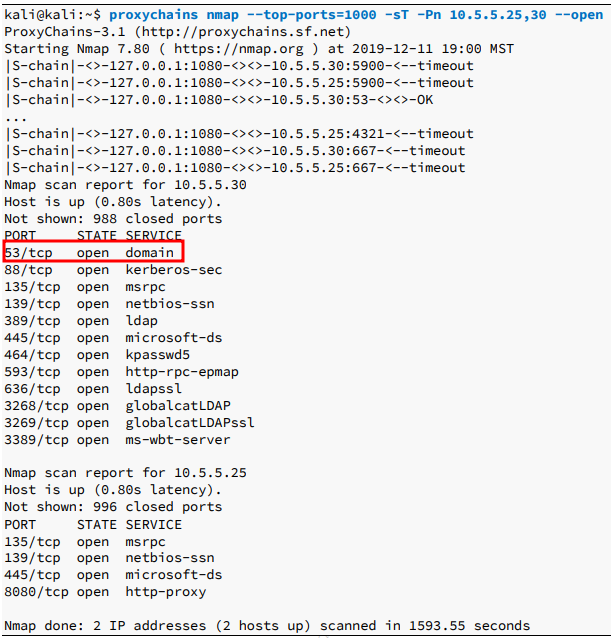 kali@kali:~$ proxychains nmap --top-ports=1000 -sT -Pn 10.5.5.25,30 --open
ProxyChains-3.1 (http://proxychains.sf.net)
Starting Nmap 7.80 ( https://nmap.org ) at 2019-12-11 19:00 MST
|S-chain|-<>-127.0.0.1:1080-<><>-10.5.5.30:5900-<--timeout
|S-chain|-<>-127.0.0.1:1080-<><>-10.5.5.25:5900-<--timeout
|S-chain|-<>-127.0.0.1:1080-<><>-10.5.5.30:53-<><>-OK
...
|S-chain|-<>-127.0.0.1:1080-<><>-10.5.5.25:4321-<--timeout
|S-chain|-<>-127.0.0.1:1080-<><>-10.5.5.30:667-<--timeout
|S-chain|-<>-127.0.0.1:1080-<><>-10.5.5.25:667-<--timeout
Nmap scan report for 10.5.5.30
Host is up (0.80s latency).
Not shown: 988 closed ports
PORT     STATE SERVICE
53/tcp   open  domain
88/tcp   open  kerberos-sec
135/tcp  open  msrpc
139/tcp  open  netbios-ssn
389/tcp  open  ldap
445/tcp  open  microsoft-ds
464/tcp  open  kpasswd5
593/tcp  open  http-rpc-epmap
636/tcp  open  ldapssl
3268/tcp open  globalcatLDAP
3269/tcp open  globalcatLDAPssl
3389/tcp open  ms-wbt-server

Nmap scan report for 10.5.5.25
Host is up (0.80s latency).
Not shown: 996 closed ports
PORT     STATE SERVICE
135/tcp  open  msrpc
139/tcp  open  netbios-ssn
445/tcp  open  microsoft-ds
8080/tcp open  http-proxy

Nmap done: 2 IP addresses (2 hosts up) scanned in 1593.55 seconds